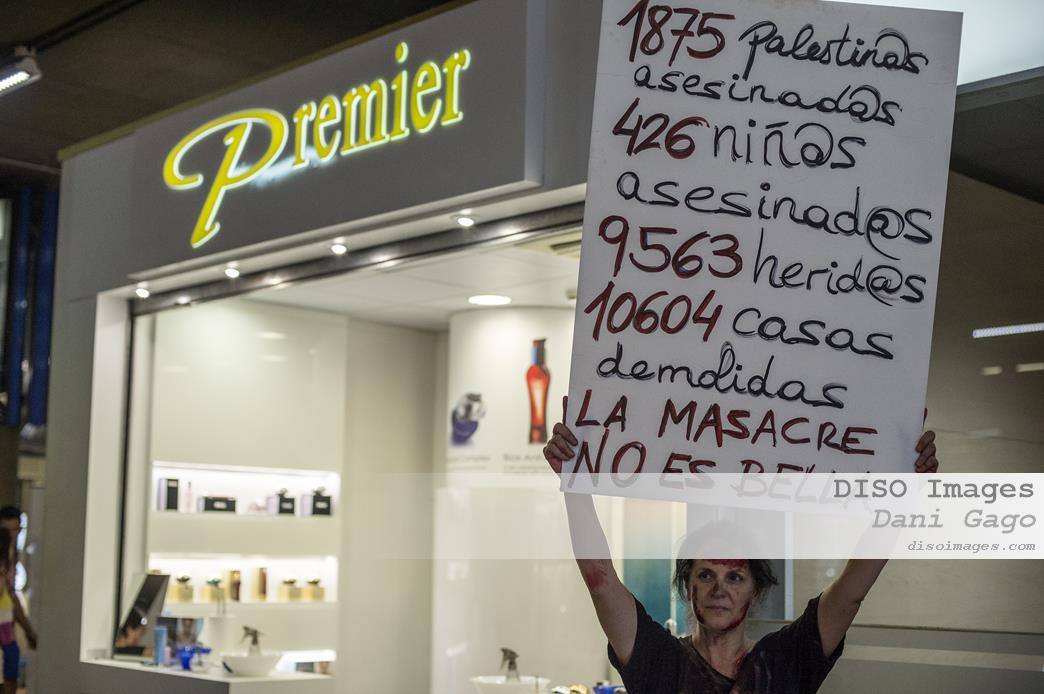 Premier
1875 palestin@s
asesinad@s
426 niñ@s
asesinad@s
9563 herid@s
10604 casas
demolidas
LA MASACRE
NO ES BELLA
DISO Images
Dani Gago
disoimages.com